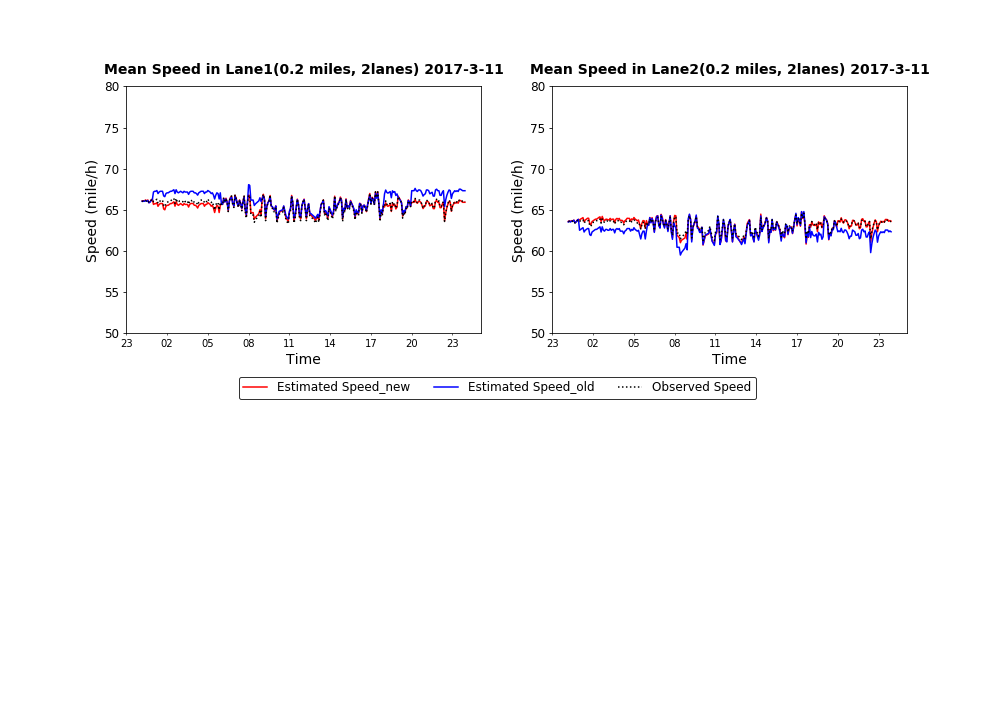 Mean Speed in Lane1(0.2 miles, 2lanes) 2017-3-11
80
75
70
65
60
55
50
Speed (mile/h)
23 02 05 08 11 14 17 20 23
Time
Mean Speed in Lane2(0.2 miles, 2lanes) 2017-3-11
80
75
70
65
60
55
50
Speed (mile/h)
23 02 05 08 11 14 17 20 23
Time
Estimated Speed_new Estimated Speed_old Observed Speed